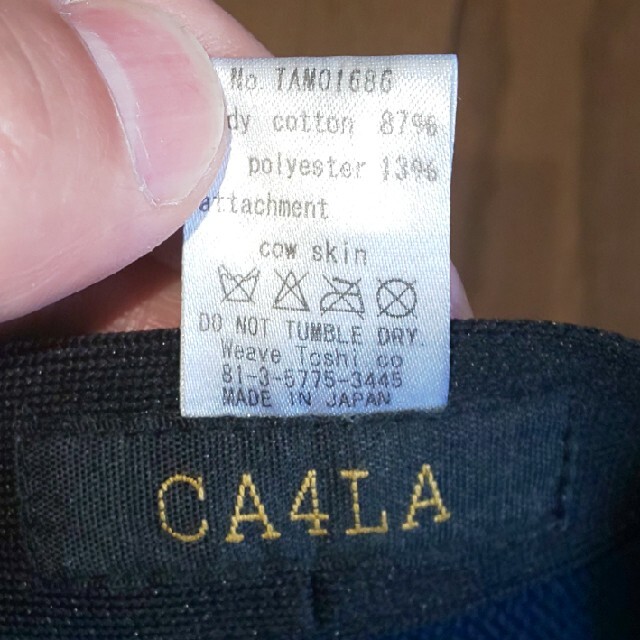 No. TAM01686
dy cotton 87%
polyester 13%
attachment
cow skin
DO NOT TUMBLE DRY.
Weave Toshi co
81-3-5775-3445
MADE IN JAPAN
CA4LA